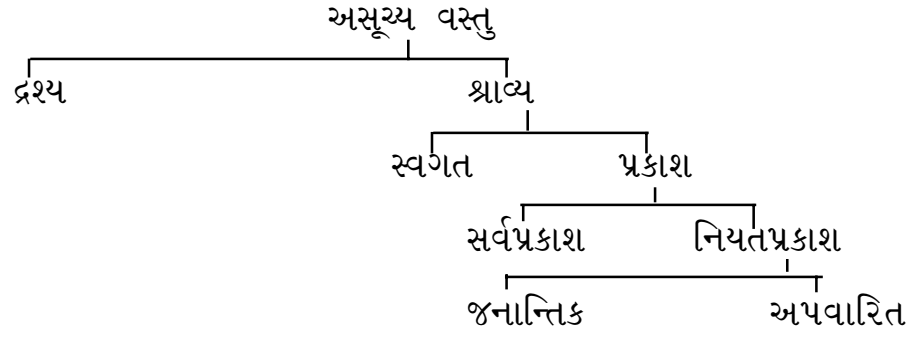 અસૂચ્ય વસ્તુ
દ્રશ્ય શ્રાવ્ય
સ્વગત પ્રકાશ
સર્વપ્રકાશ નિયતપ્રકાશ
જનાન્તિક અપવારિત